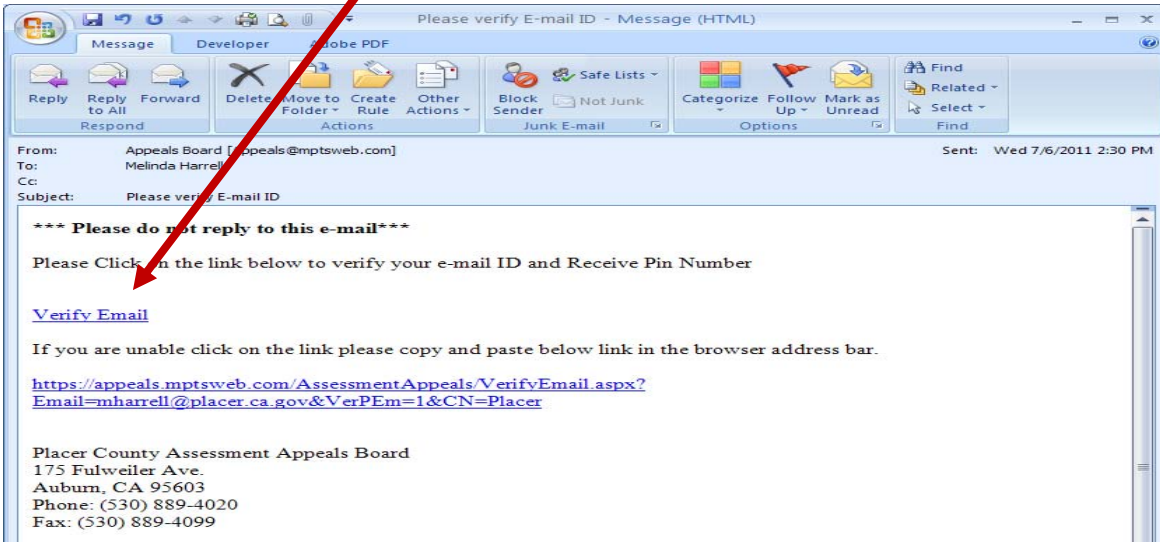 Please verify E-mail ID - Message (HTML)
Message Developer Adobe PDF
Reply Reply to All Forward
Respond
Delete Move to Folder Create Rule Other Actions
Actions
Block Sender Safe Lists Not Junk
Junk E-mail
Categorize Follow Up Mark as Unread
Options
Find
Related
Select
Find
From: Appeals Board [appeals@mptsweb.com] Sent: Wed 7/6/2011 2:30 PM
To: Melinda Harrell
Cc:
Subject: Please verify E-mail ID
*** Please do not reply to this e-mail***
Please Click on the link below to verify your e-mail ID and Receive Pin Number
Verify Email
If you are unable click on the link please copy and paste below link in the browser address bar.
https://appeals.mptsweb.com/AssessmentAppeals/VerifyEmail.aspx?
Email=mharrell@placer.ca.gov&VerPEm=1&CN=Placer
Placer County Assessment Appeals Board
175 Fulweiler Ave.
Auburn, CA 95603
Phone: (530) 889-4020
Fax: (530) 889-4099